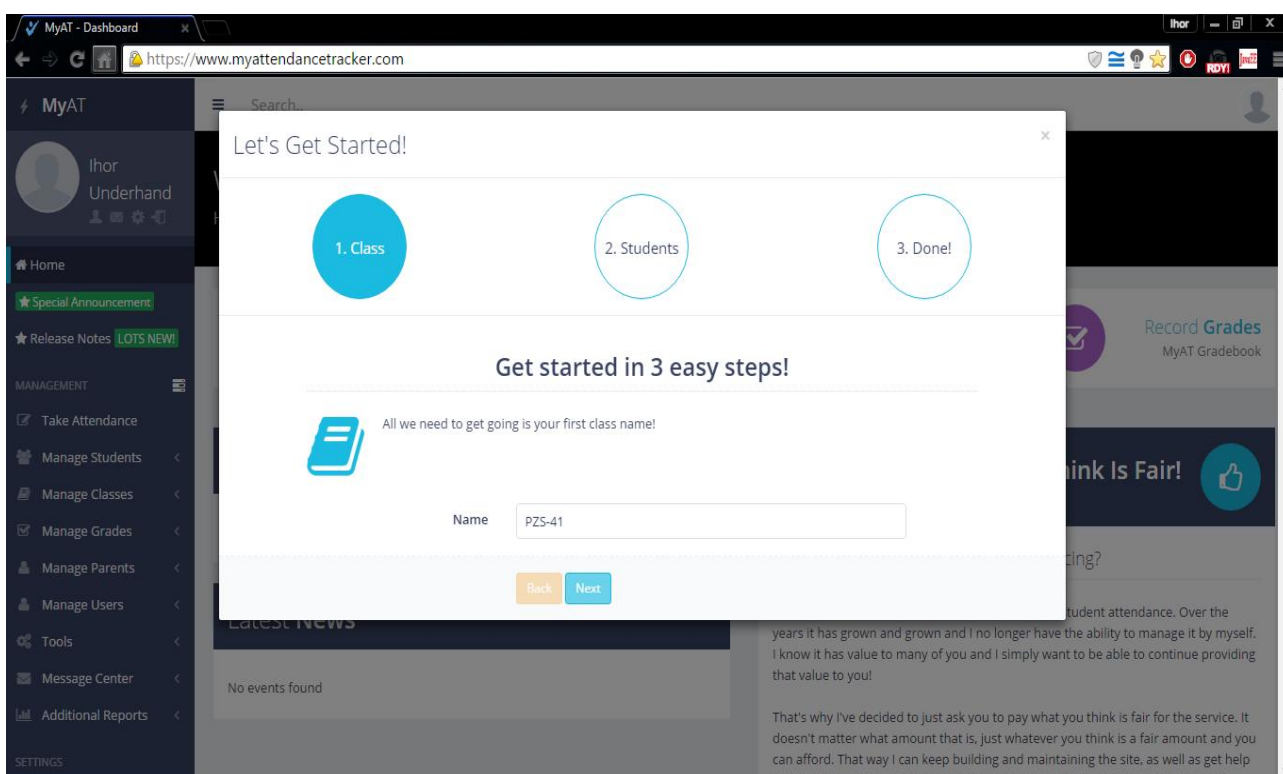 MyAT - Dashboard
Ihor
https://www.myattendancetracker.com
RDY!
MyAT
Search..
Ihor
Underhand
Home
Special Announcement
Release Notes LOTS NEW!
MANAGEMENT
Take Attendance
Manage Students
Manage Classes
Manage Grades
Manage Parents
Manage Users
Tools
Message Center
Additional Reports
SETTINGS
Let's Get Started!
1. Class
2. Students
3. Done!
Get started in 3 easy steps!
All we need to get going is your first class name!
Name
PZS-41
Back
Next
Record Grades
MyAT Gradebook
ink Is Fair!
cing?
Latest News
No events found
tudent attendance. Over the
years it has grown and grown and I no longer have the ability to manage it by myself.
I know it has value to many of you and I simply want to be able to continue providing
that value to you!
That's why I've decided to just ask you to pay what you think is fair for the service. It
doesn't matter what amount that is, just whatever you think is a fair amount and you
can afford. That way I can keep building and maintaining the site, as well as get help